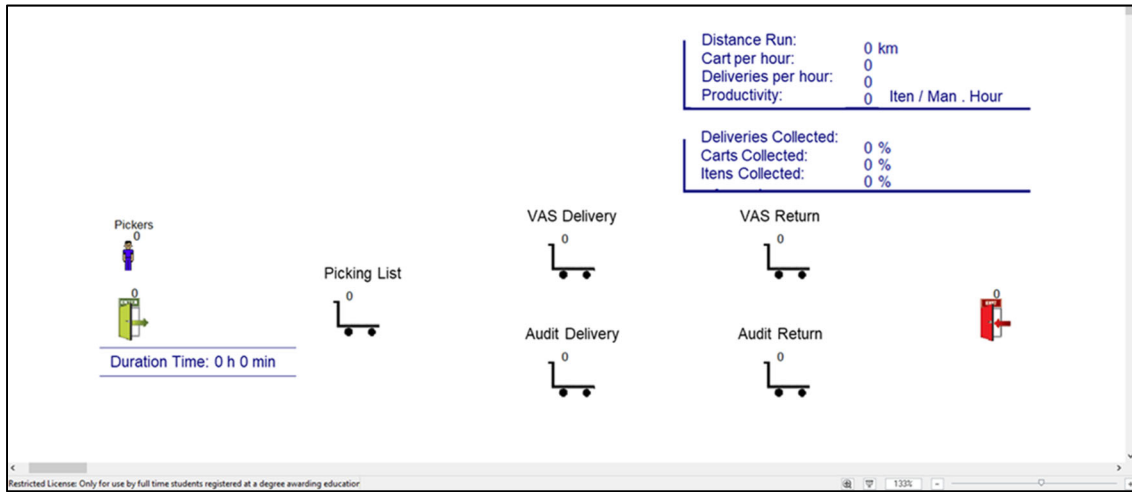 Distance Run: 0 km
Cart per hour: 0
Deliveries per hour: 0
Productivity: 0 Iten / Man . Hour
Deliveries Collected: 0 %
Carts Collected: 0 %
Itens Collected: 0 %
Pickers
0
0
Duration Time: 0 h 0 min
Picking List
0
VAS Delivery
0
VAS Return
0
Audit Delivery
0
Audit Return
0
0
EXIT
Restricted License: Only for use by full time students registered at a degree awarding education
133%